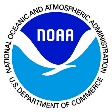 NATIONAL OCEANIC AND ATMOSPHERIC ADMINISTRATION
NOAA
U.S. DEPARTMENT OF COMMERCE